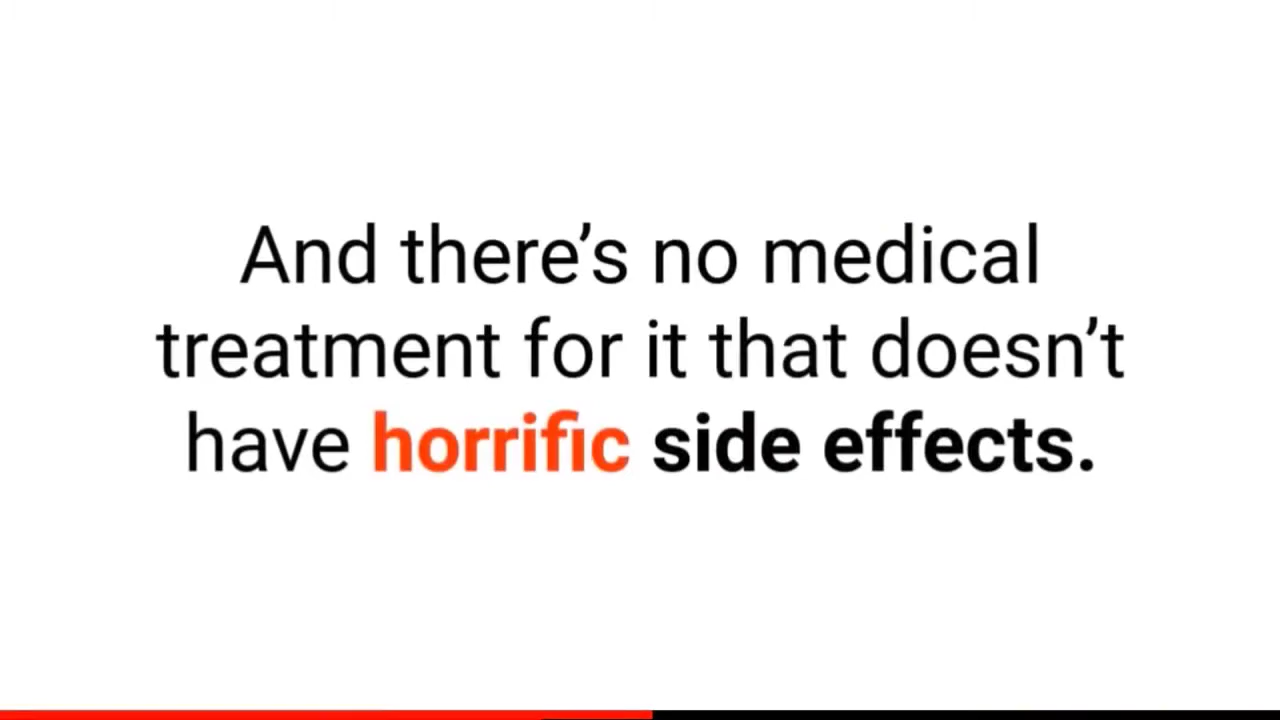 And there’s no medical
treatment for it that doesn’t
have horrific side effects.